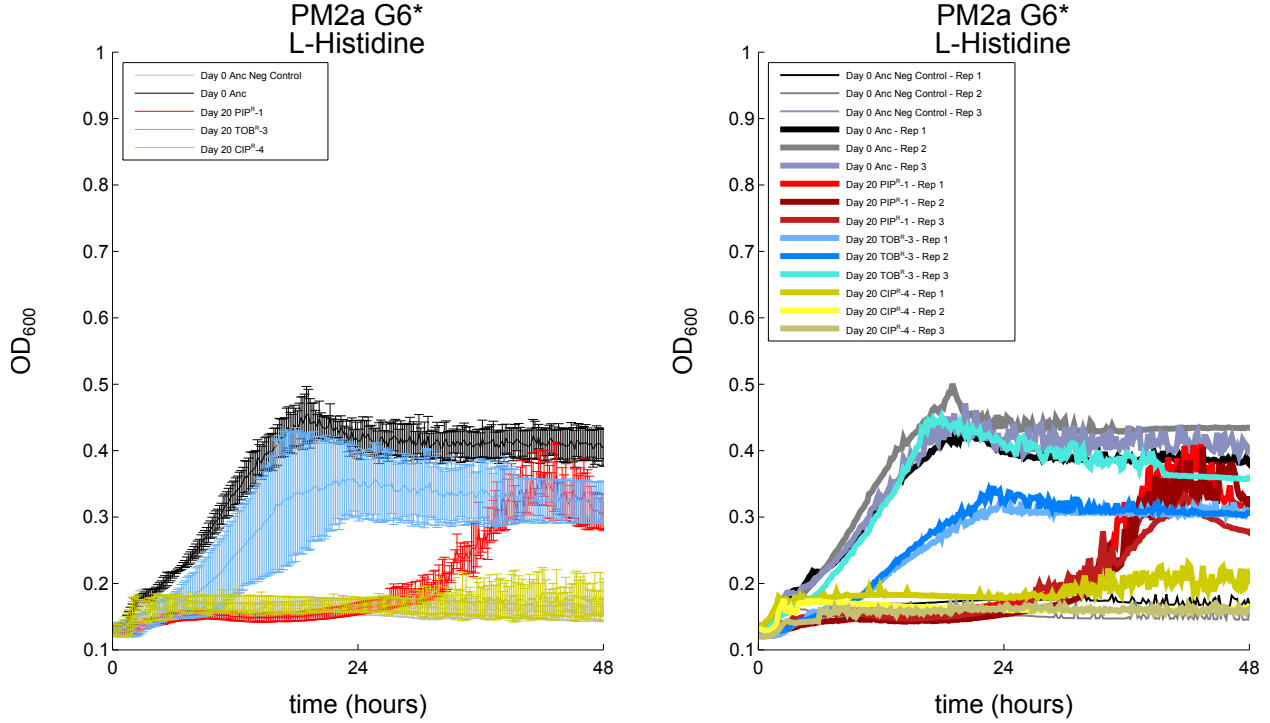 PM2a G6*
L-Histidine
1
0.9
0.8
0.7
0.6
0.5
0.4
0.3
0.2
0.1
OD600
0
24
48
time (hours)
Day 0 Anc Neg Control
Day 0 Anc
Day 20 PIPR-1
Day 20 TOBR-3
Day 20 CIPR-4
PM2a G6*
L-Histidine
1
0.9
0.8
0.7
0.6
0.5
0.4
0.3
0.2
0.1
OD600
0
24
48
time (hours)
Day 0 Anc Neg Control - Rep 1
Day 0 Anc Neg Control - Rep 2
Day 0 Anc Neg Control - Rep 3
Day 0 Anc - Rep 1
Day 0 Anc - Rep 2
Day 0 Anc - Rep 3
Day 20 PIPR-1 - Rep 1
Day 20 PIPR-1 - Rep 2
Day 20 PIPR-1 - Rep 3
Day 20 TOBR-3 - Rep 1
Day 20 TOBR-3 - Rep 2
Day 20 TOBR-3 - Rep 3
Day 20 CIPR-4 - Rep 1
Day 20 CIPR-4 - Rep 2
Day 20 CIPR-4 - Rep 3